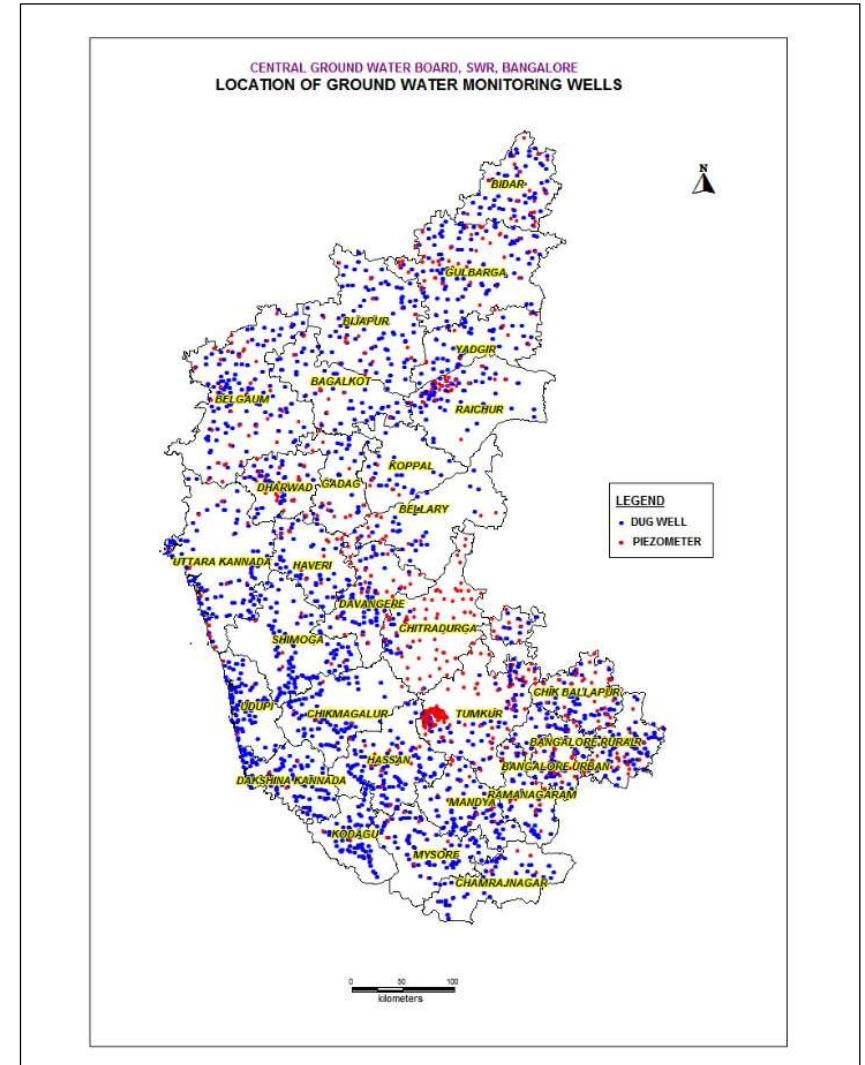 CENTRAL GROUND WATER BOARD, SWR, BANGALORE
LOCATION OF GROUND WATER MONITORING WELLS
N
BIDAR
GULBARGA
BIJAPUR
YADGIR
BAGALKOT
BELGAUM
RAICHUR
KOPPAL
DHARWAD
GADAG
BELLARY
LEGEND
DUG WELL
PIEZOMETER
UTTARA KANNADA
HAVERI
DAVANGERE
CHITRADURGA
SHIMOGA
CHIK BALLAPUR
UDUPI
CHIKMAGALUR
TUMKUR
BANGALORE RURAL
HASSAN
BANGALORE URBAN
DAKSHINA KANNADA
RAMANAGARAM
MANDYA
KODAGU
MYSORE
CHAMRAJNAGAR
0 50 100
kilometers